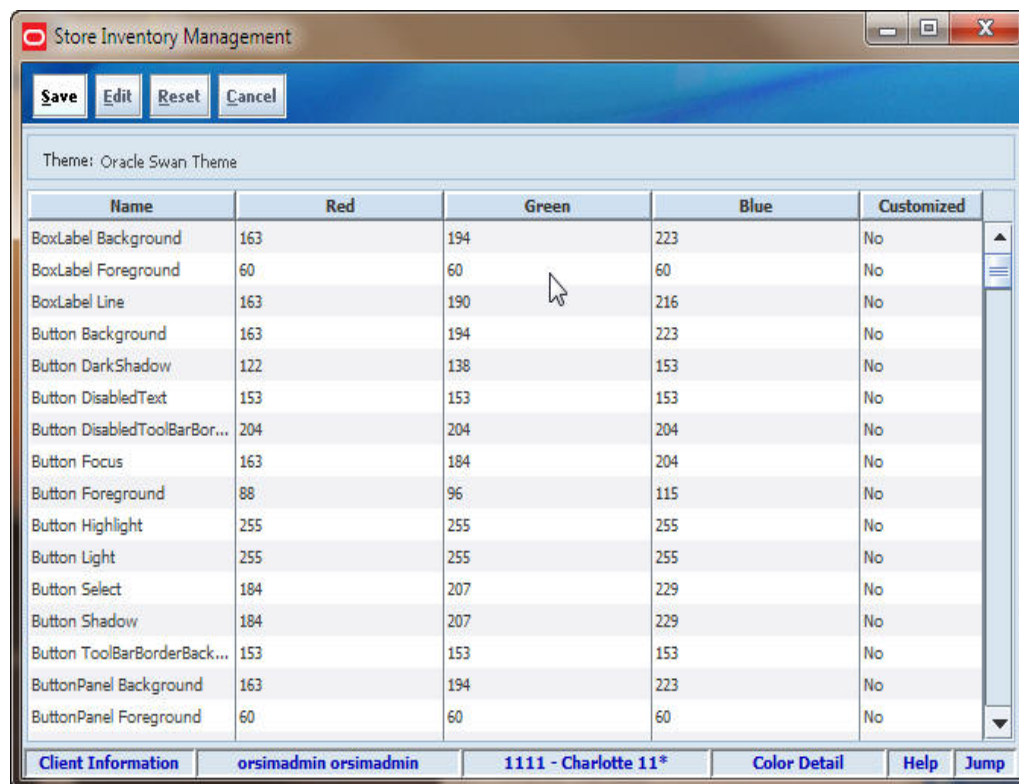 Store Inventory Management
Save Edit Reset Cancel
Theme: Oracle Swan Theme
Name Red Green Blue Customized
BoxLabel Background 163 194 223 No
BoxLabel Foreground 60 60 60 No
BoxLabel Line 163 190 216 No
Button Background 163 194 223 No
Button DarkShadow 122 138 153 No
Button DisabledText 153 153 153 No
Button DisabledToolBarBor... 204 204 204 No
Button Focus 163 184 204 No
Button Foreground 88 96 115 No
Button Highlight 255 255 255 No
Button Light 255 255 255 No
Button Select 184 207 229 No
Button Shadow 184 207 229 No
Button ToolBarBorderBack... 153 153 153 No
ButtonPanel Background 163 194 223 No
ButtonPanel Foreground 60 60 60 No
Client Information orsimadmin orsimadmin 1111 - Charlotte 11* Color Detail Help Jump